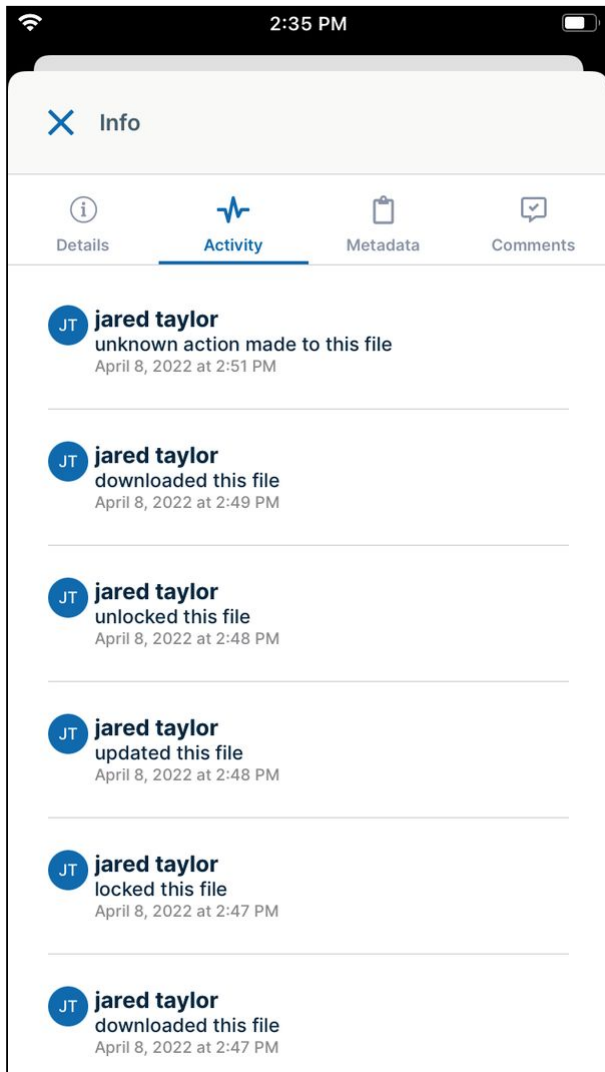 2:35 PM
Info
Details Activity Metadata Comments
JT jared taylor
unknown action made to this file
April 8, 2022 at 2:51 PM
JT jared taylor
downloaded this file
April 8, 2022 at 2:49 PM
JT jared taylor
unlocked this file
April 8, 2022 at 2:48 PM
JT jared taylor
updated this file
April 8, 2022 at 2:48 PM
JT jared taylor
locked this file
April 8, 2022 at 2:47 PM
JT jared taylor
downloaded this file
April 8, 2022 at 2:47 PM